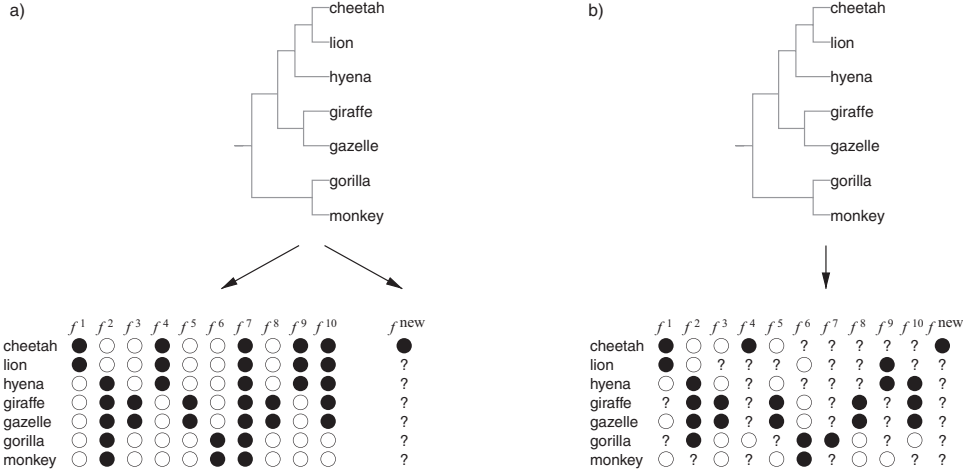 a)
cheetah
lion
hyena
giraffe
gazelle
gorilla
monkey
f1 f2 f3 f4 f5 f6 f7 f8 f9 f10 fnew
cheetah
lion ?
hyena ?
giraffe ?
gazelle ?
gorilla ?
monkey ?
b)
cheetah
lion
hyena
giraffe
gazelle
gorilla
monkey
f1 f2 f3 f4 f5 f6 f7 f8 f9 f10 fnew
cheetah ? ? ? ? ?
lion ? ? ? ? ? ? ?
hyena ? ? ? ? ?
giraffe ? ? ? ? ? ?
gazelle ? ? ? ? ?
gorilla ? ? ? ?
monkey ? ? ? ? ? ?